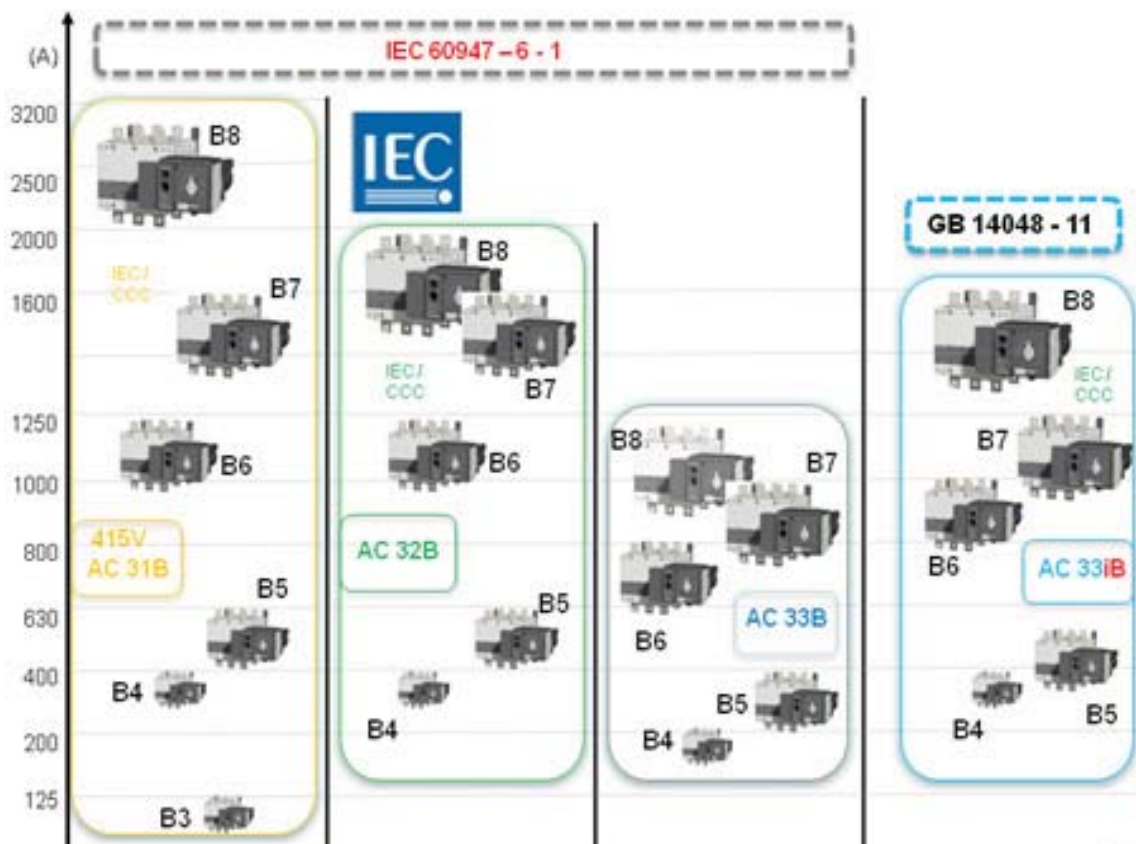 (A)
3200
2500
2000
1600
1250
1000
800
630
400
200
125
IEC 60947 – 6 - 1
B8
IEC/
CCC
B7
B6
415V
AC 31B
B5
B4
B3
IEC
B8
B7
IEC/
CCC
B6
AC 32B
B5
B4
B8
B7
B6
AC 33B
B5
B4
GB 14048 - 11
B8
IEC/
CCC
B7
B6
AC 33iB
B4
B5